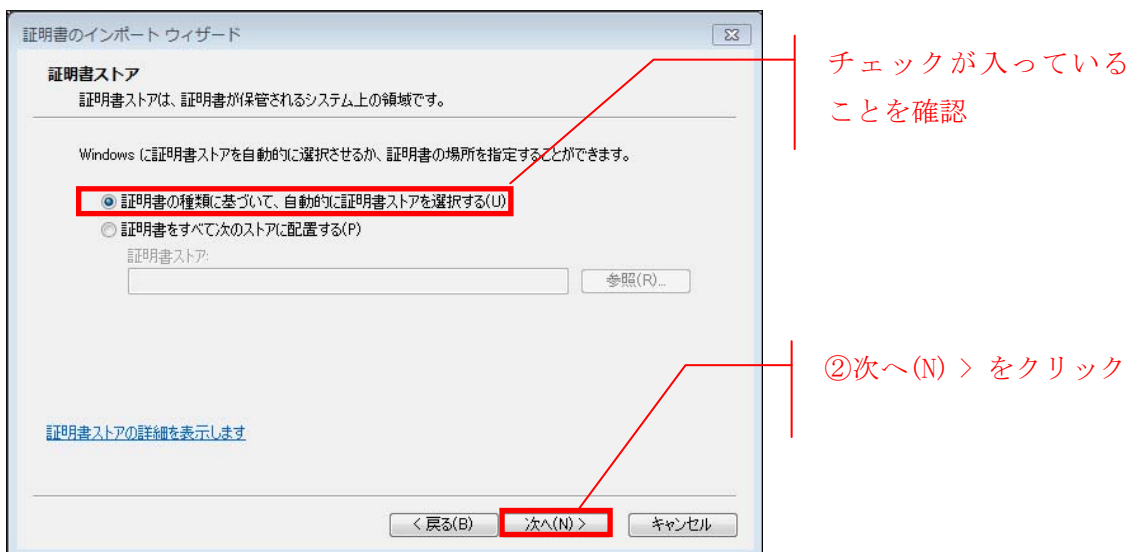 証明書のインポート ウィザード
証明書ストア
証明書ストアは、証明書が保管されるシステム上の領域です。
Windows に証明書ストアを自動的に選択させるか、証明書の場所を指定することができます。
証明書の種類に基づいて、自動的に証明書ストアを選択する(U)
証明書をすべて次のストアに配置する(P)
証明書ストア:
参照(R)...
証明書ストアの詳細を表示します
< 戻る(B)
次へ(N) >
キャンセル
チェックが入っている
ことを確認
②次へ(N) > をクリック